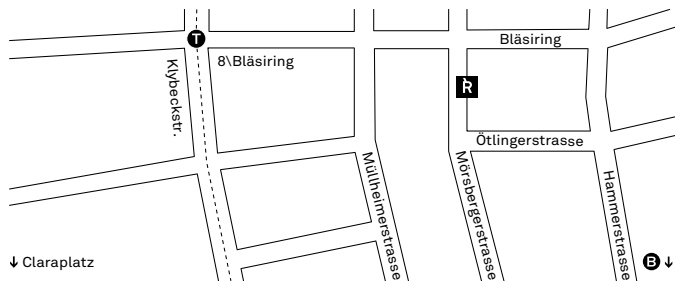 Bläsiring
T
8\Bläsiring
Klybeckstr.
R
Ötlingerstrasse
Müllheimerstrasse
Mörsbergerstrasse
Hammerstrasse
↓ Claraplatz
B ↓